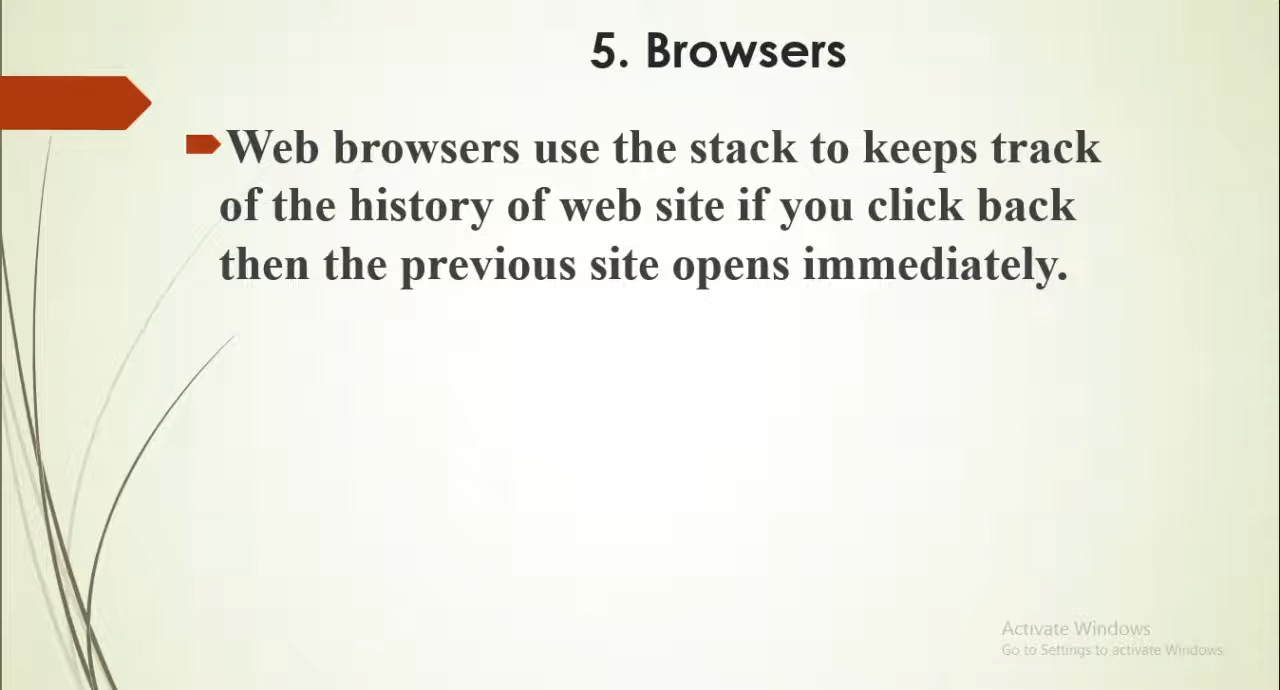 5. Browsers
Web browsers use the stack to keeps track
of the history of web site if you click back
then the previous site opens immediately.
Activate Windows
Go to Settings to activate Windows.